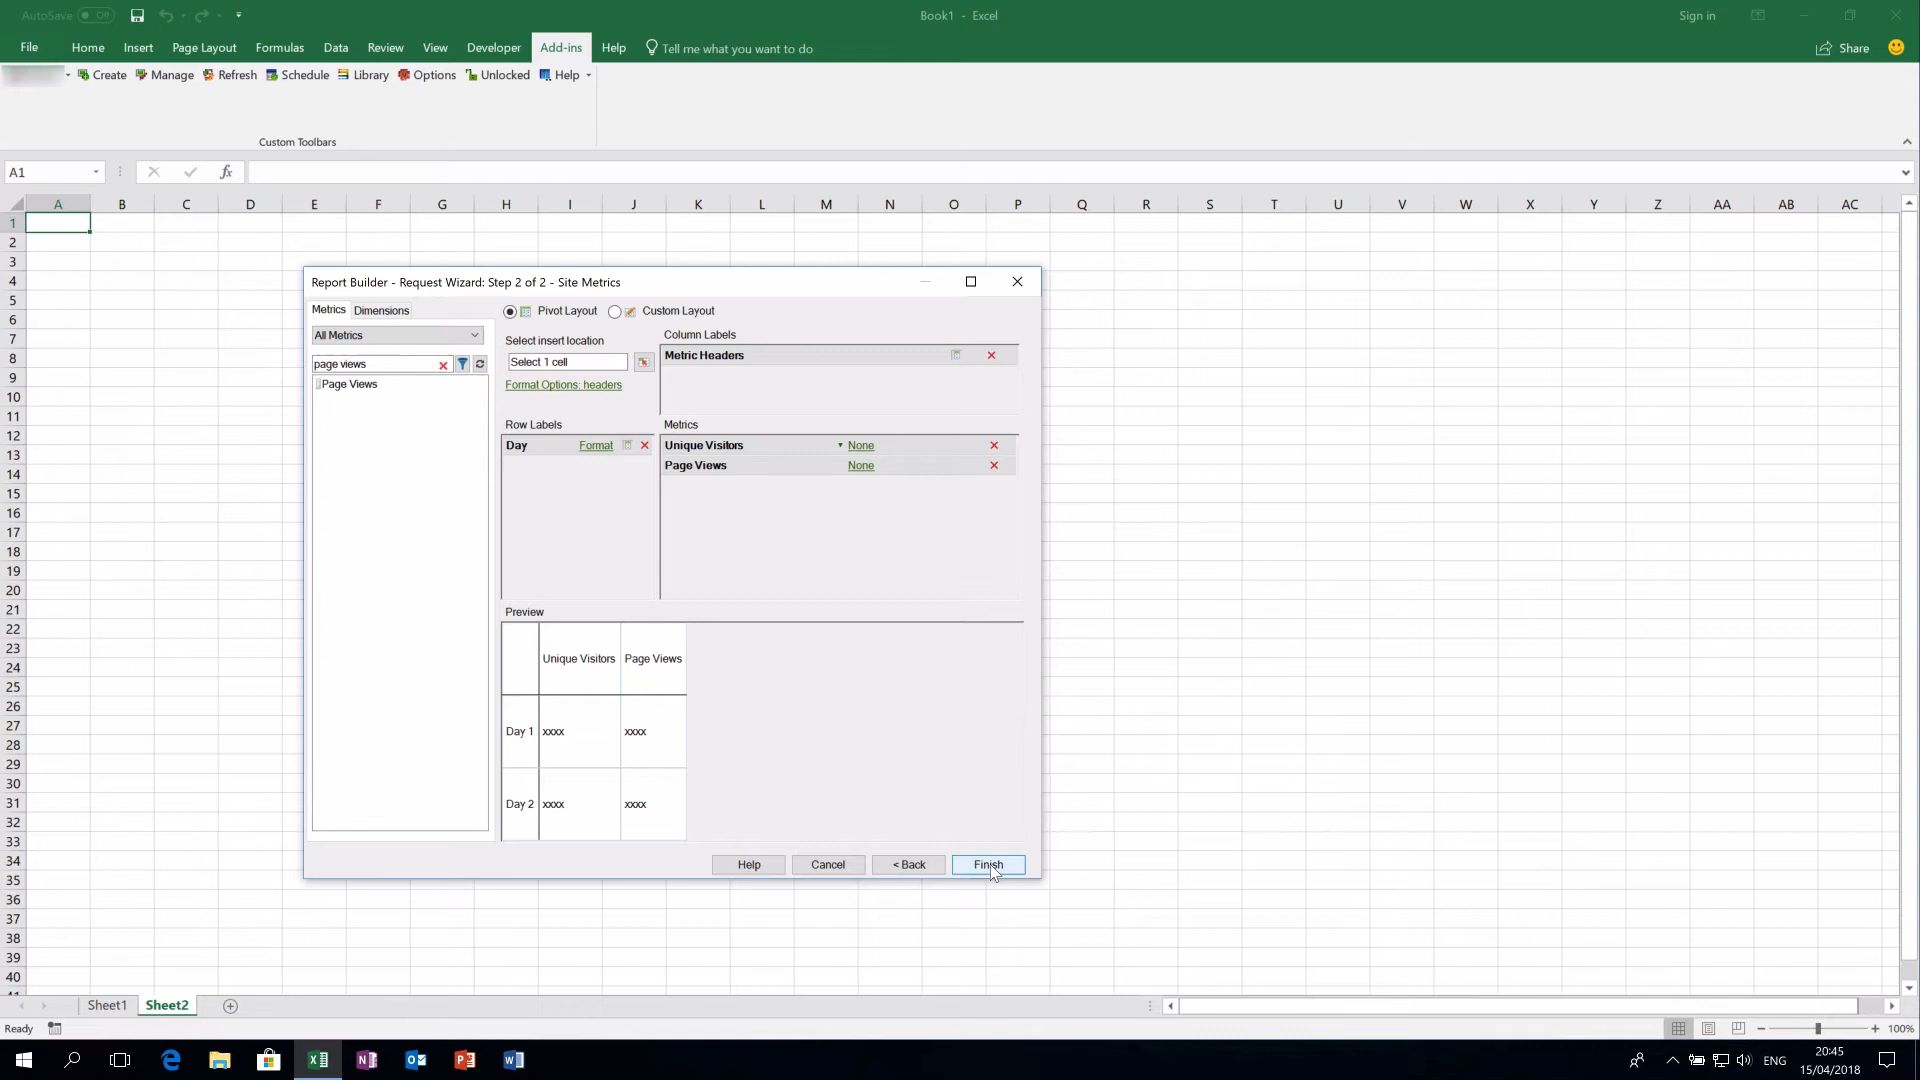 AutoSave Off
Book1 - Excel
Sign in
File Home Insert Page Layout Formulas Data Review View Developer Add-ins Help Tell me what you want to do
Share
Create Manage Refresh Schedule Library Options Unlocked Help
Custom Toolbars
A1
fx
A B C D E F G H I J K L M N O P Q R S T U V W X Y Z AA AB AC
1
2
3
4
5
6
7
8
9
10
11
12
13
14
15
16
17
18
19
20
21
22
23
24
25
26
27
28
29
30
31
32
33
34
35
36
37
38
39
40
41
Report Builder - Request Wizard: Step 2 of 2 - Site Metrics
Metrics Dimensions
Pivot Layout Custom Layout
All Metrics
Select insert location
Column Labels
page views
Select 1 cell
Metric Headers
Page Views
Format Options: headers
Row Labels
Metrics
Day Format
Unique Visitors None
Page Views None
Preview
Unique Visitors Page Views
Day 1 xxxx xxxx
Day 2 xxxx xxxx
Help Cancel < Back Finish
Sheet1 Sheet2
Ready
100%
ENG
20:45
15/04/2018